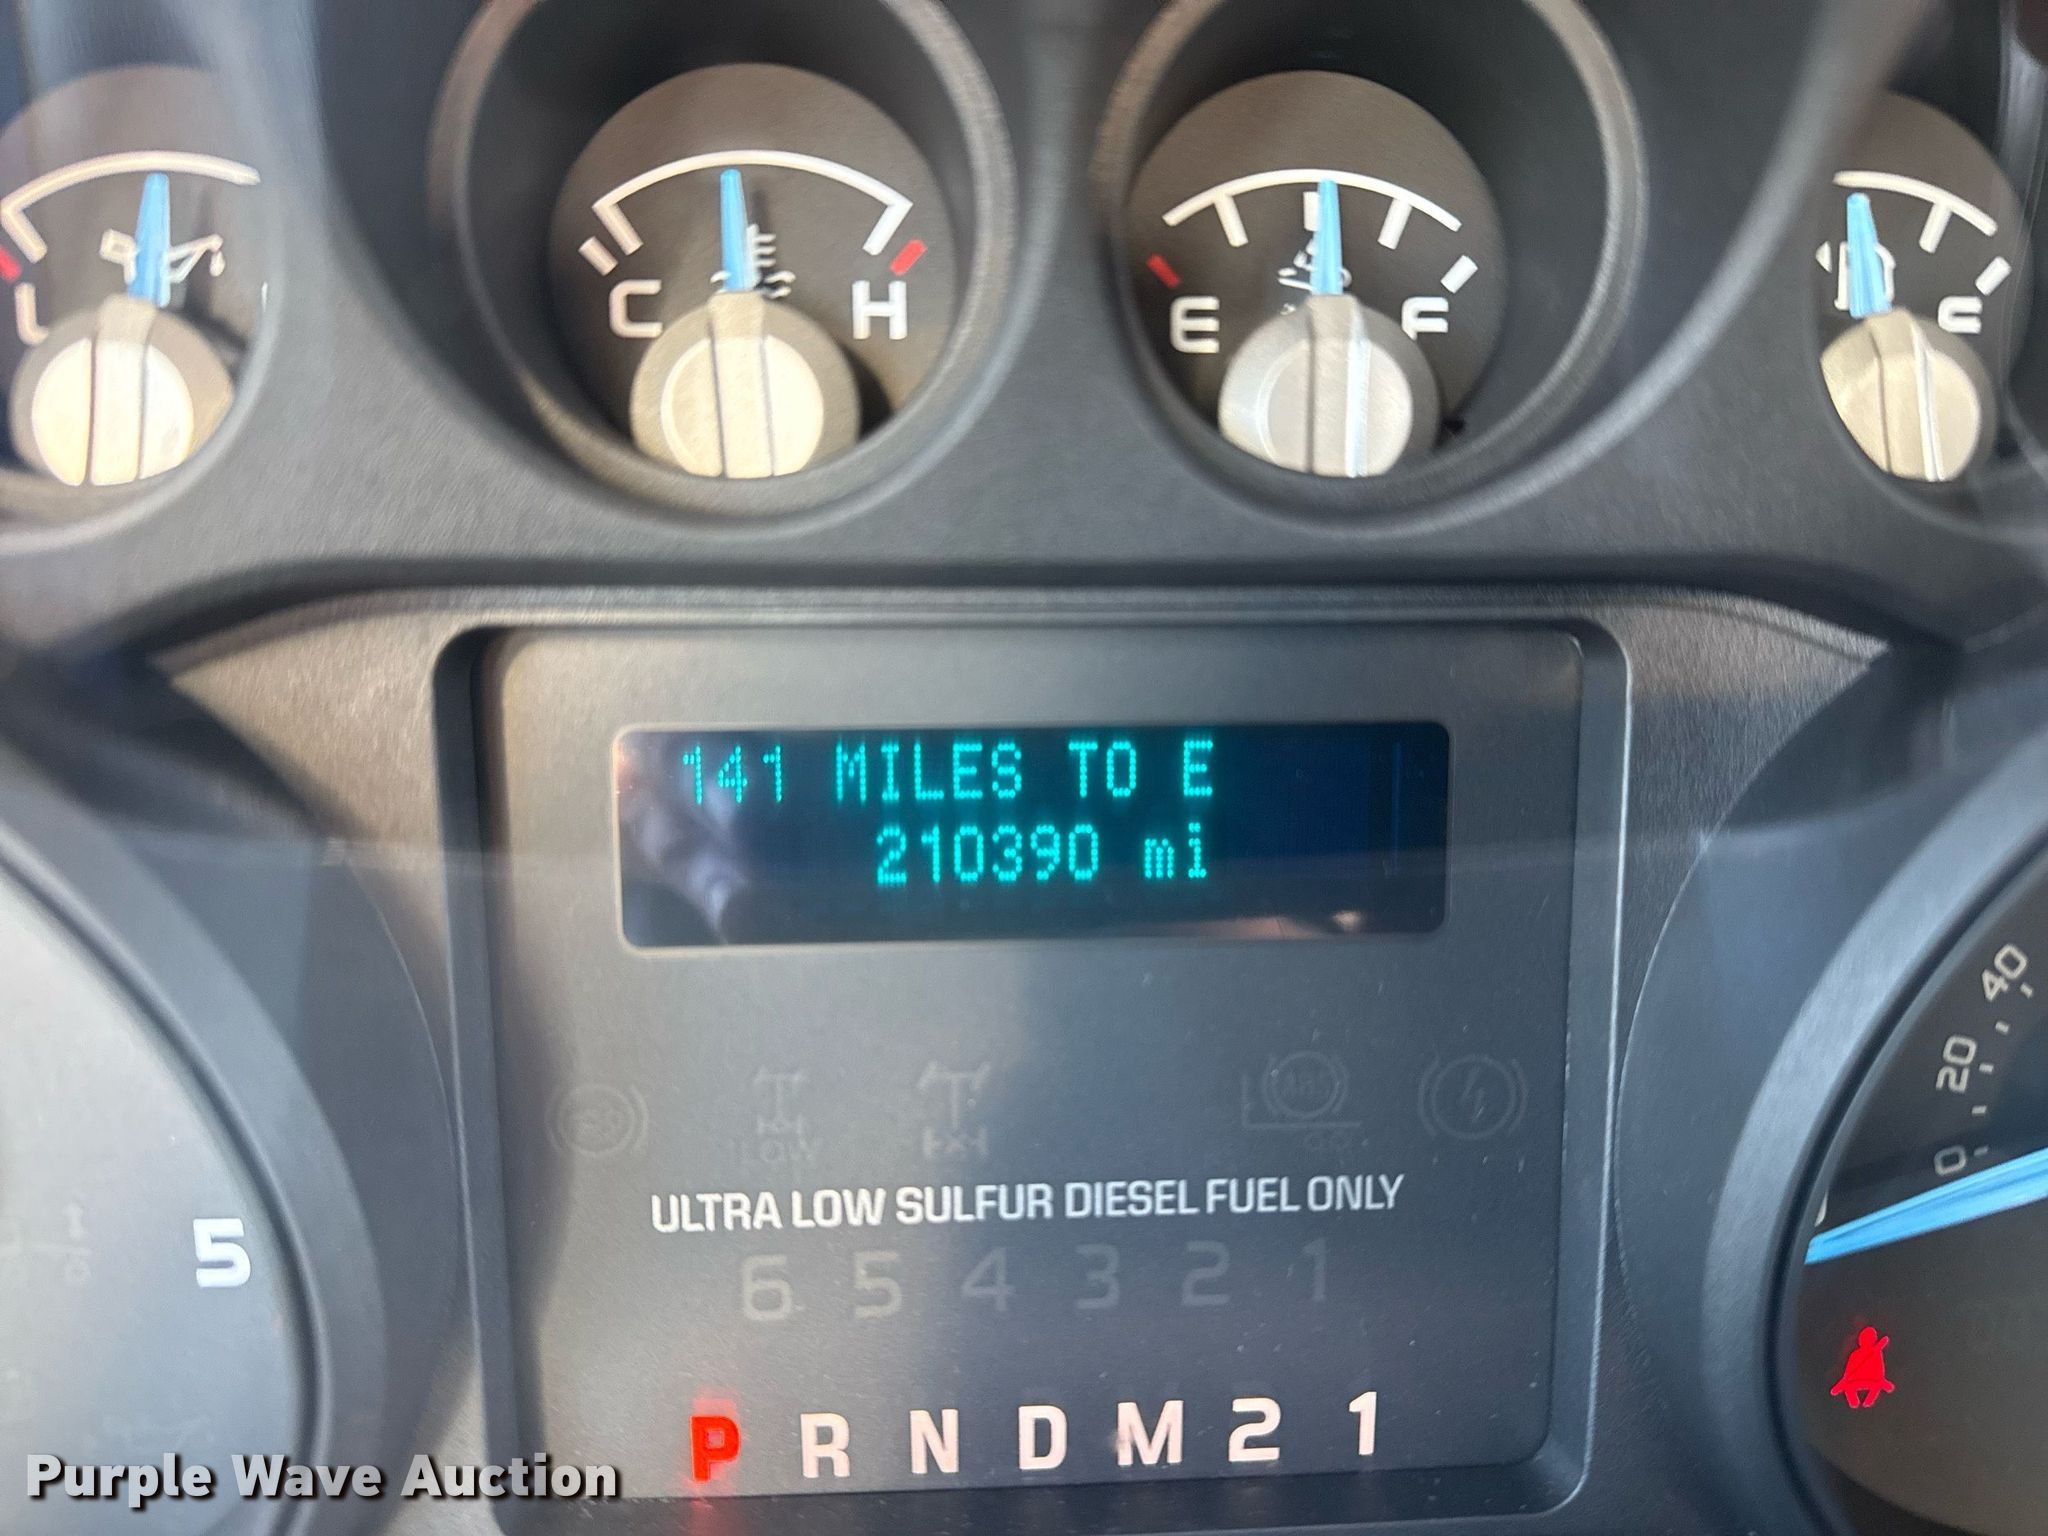 L
C H
E F
F
141 MILES TO E
210390 mi
40
20
0
LOW
ABS
ULTRA LOW SULFUR DIESEL FUEL ONLY
5
6 5 4 3 2 1
P R N D M 2 1
Purple Wave Auction